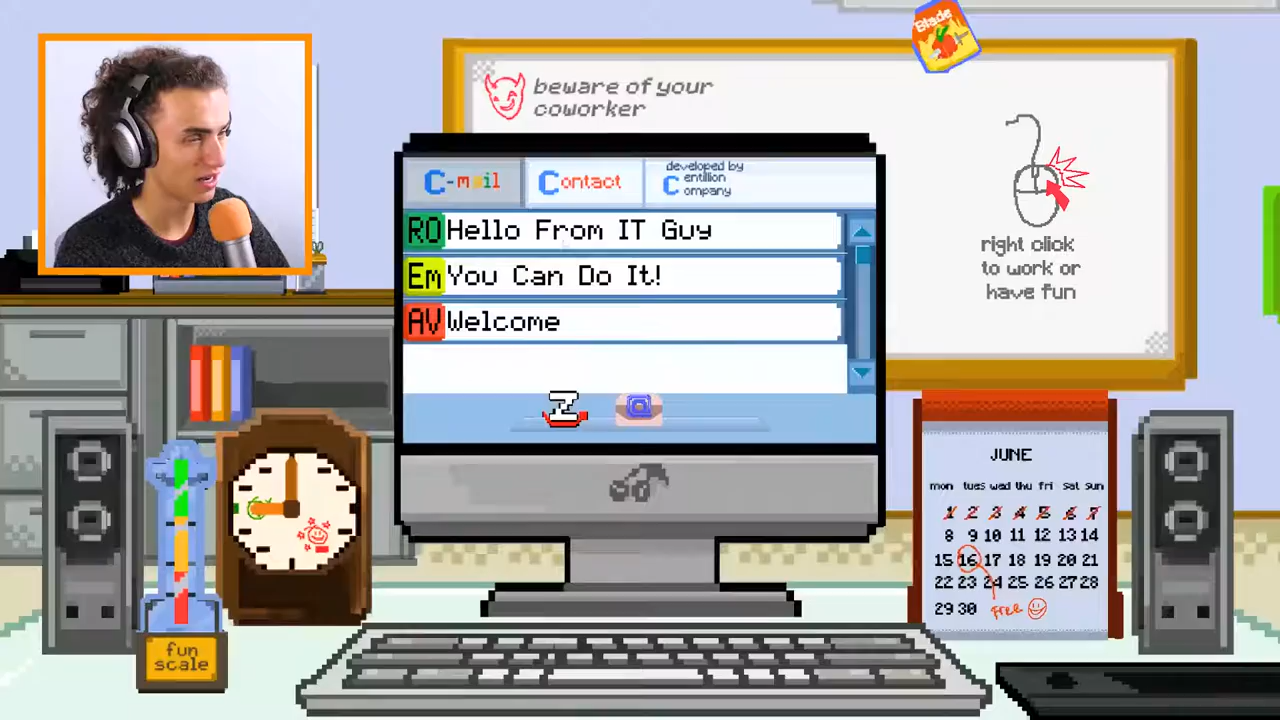 Blade
beware of your
coworker
C-mail
Contact
developed by
Centillion
Company
RO Hello From IT Guy
Em You Can Do It!
AV Welcome
right click
to work or
have fun
JUNE
mon tues wed thu fri sat sun
1 2 3 4 5 6 7
8 9 10 11 12 13 14
15 16 17 18 19 20 21
22 23 24 25 26 27 28
29 30 free
fun
scale